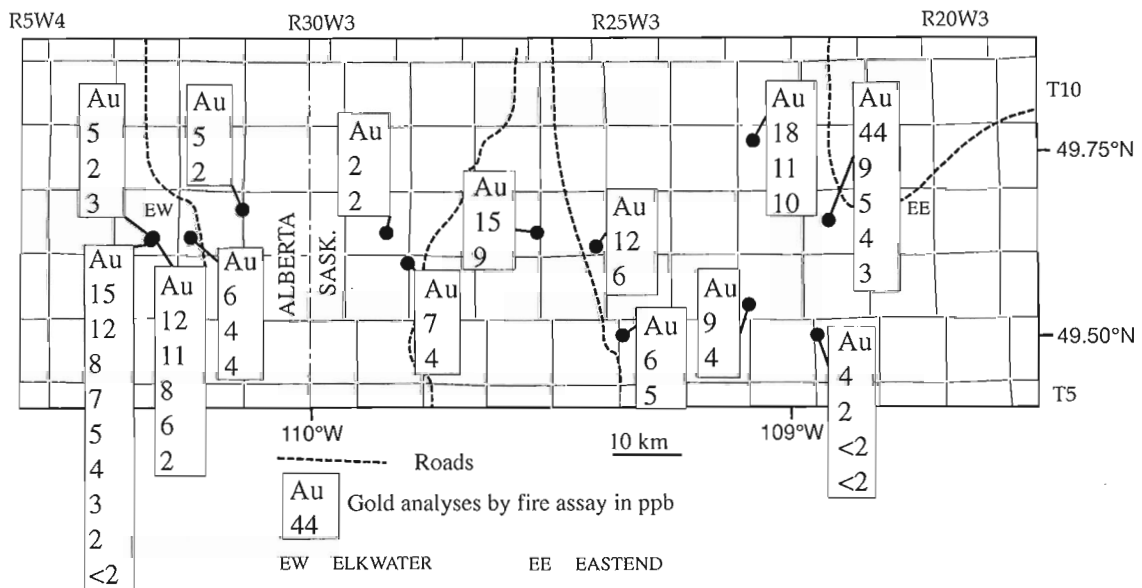 R5W4 R30W3 R25W3 R20W3
T10
49.75°N
49.50°N
T5
Au
5
2
3
Au
5
2
EW
Au
15
12
8
7
5
4
3
2
<2
Au
12
11
8
6
2
Au
6
4
4
ALBERTA
SASK.
Au
2
2
Au
7
4
Au
15
9
Au
12
6
Au
6
5
Au
9
4
Au
18
11
10
Au
44
9
5
4
3
EE
Au
4
2
<2
<2
110°W
109°W
10 km
Roads
Au
44
Gold analyses by fire assay in ppb
EW ELKWATER EE EASTEND